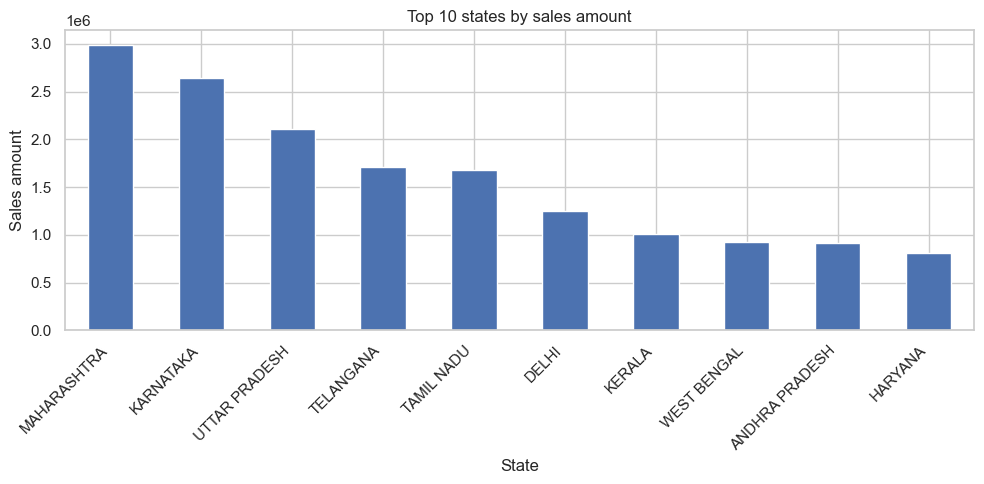 Top 10 states by sales amount
1e6
Sales amount
3.0
2.5
2.0
1.5
1.0
0.5
0.0
MAHARASHTRA
KARNATAKA
UTTAR PRADESH
TELANGANA
TAMIL NADU
DELHI
KERALA
WEST BENGAL
ANDHRA PRADESH
HARYANA
State